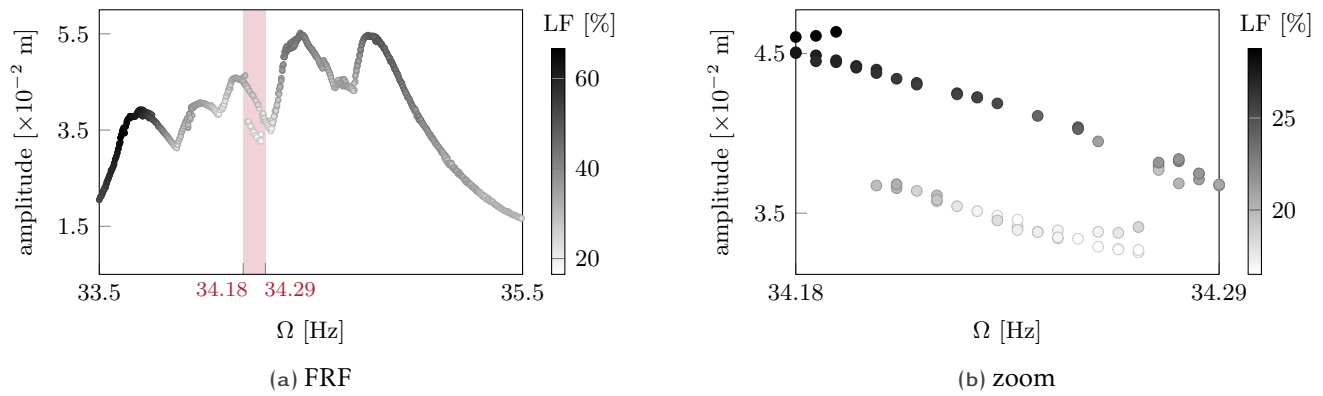 LF [%]
60
40
20
amplitude [×10−2 m]
5.5
3.5
1.5
33.5
34.18
34.29
35.5
Ω [Hz]
(a) FRF
LF [%]
25
20
amplitude [×10−2 m]
4.5
3.5
34.18
34.29
Ω [Hz]
(b) zoom